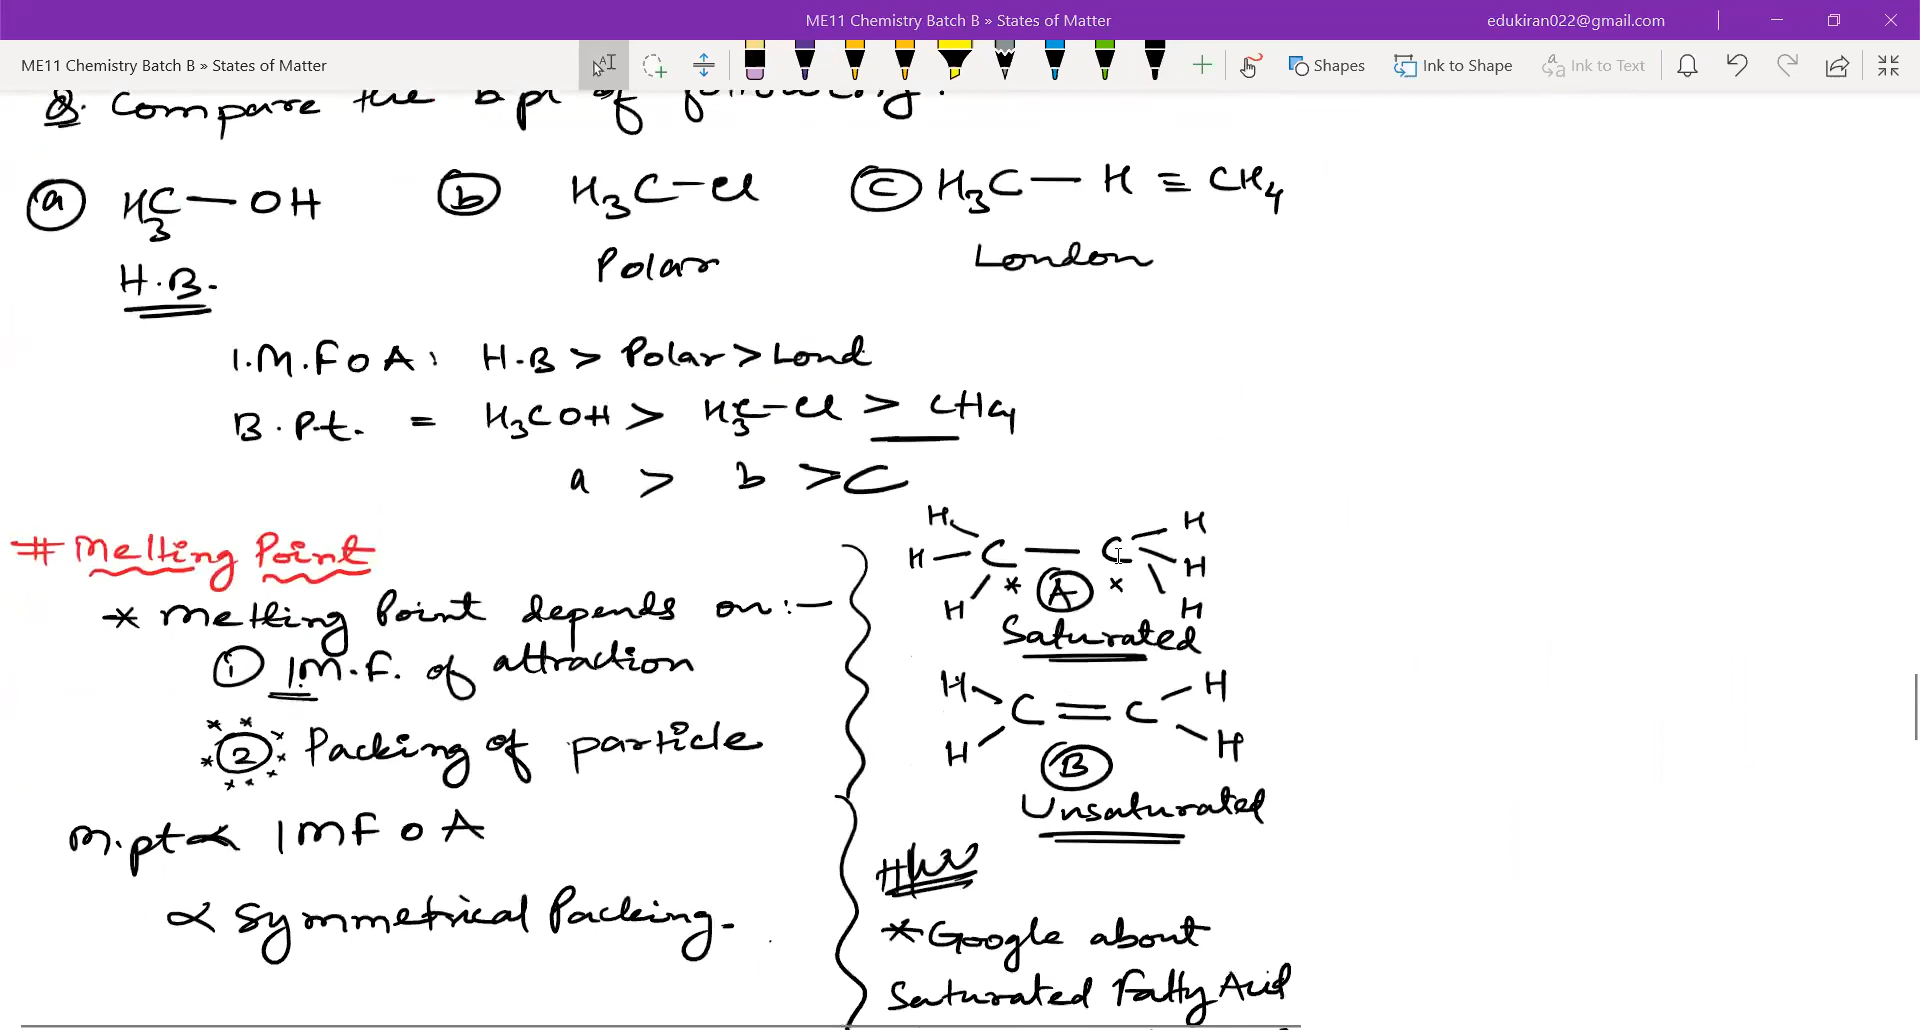 ME11 Chemistry Batch B » States of Matter
edukiran022@gmail.com
ME11 Chemistry Batch B » States of Matter
Shapes
Ink to Shape
Ink to Text
Q. Compare the b pt of following:
(a) H3C—OH (b) H3C—Cl (c) H3C—H ≡ CH4
H.B. Polar London
I.M.F o A: H.B > Polar > Lond
B.Pt. = H3COH > H3C—Cl > CH4
a > b > C
# Melting Point
* Melting Point depends on:—
(1) I.M.F. of attraction
(2) Packing of particle
M.pt ∝ IMF o A
∝ Symmetrical Packing.
H H
H — C — C H
* (A) *
H H
Saturated
H H
C = C
H H
(B)
Unsaturated
H/W
* Google about
Saturated Fatty Acid